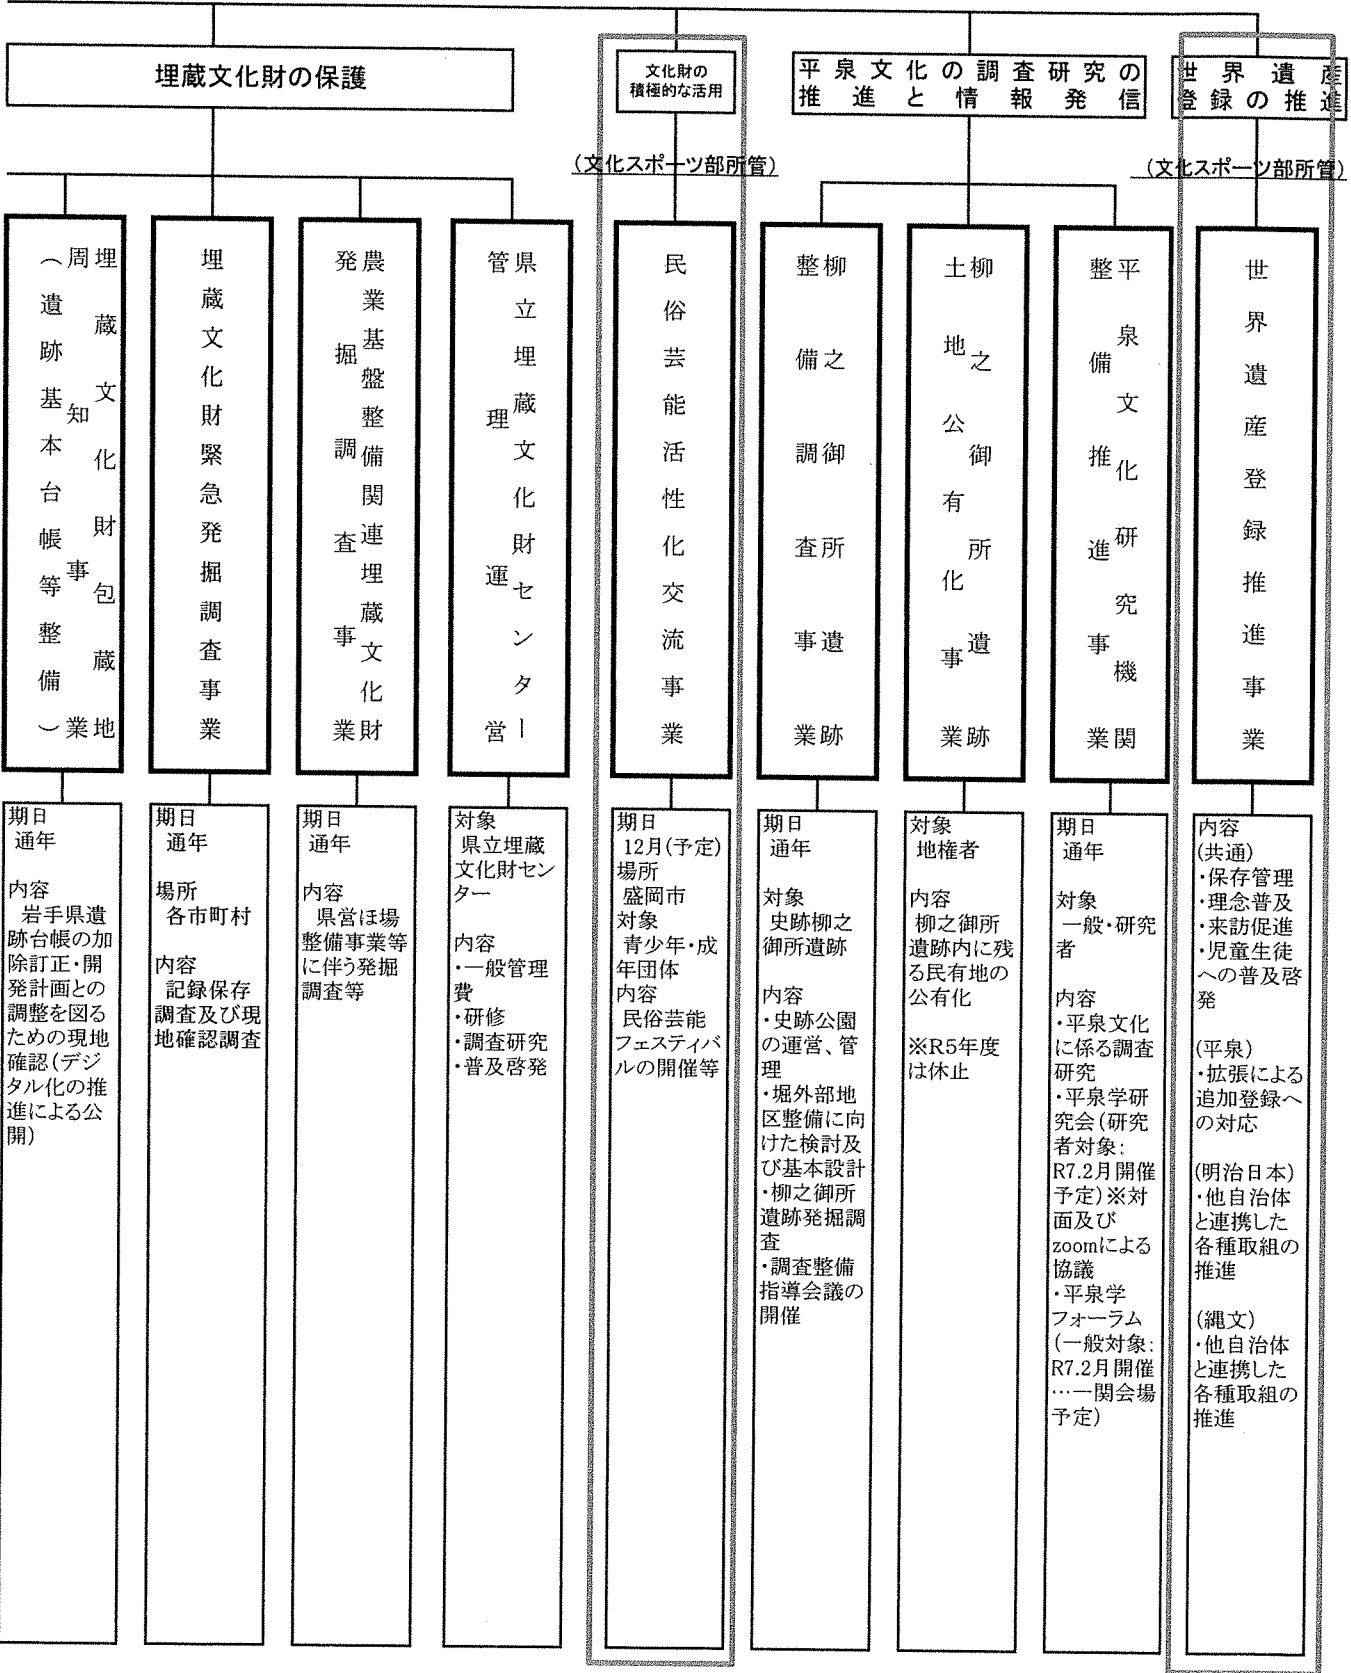 埋蔵文化財の保護
文化財の
積極的な活用
平泉文化の調査研究の
推進と情報発信
世界遺産
登録の推進
(文化スポーツ部所管)
(文化スポーツ部所管)
埋蔵文化財包蔵地
周知事業
(遺跡基本台帳等整備)
埋蔵文化財緊急発掘調査事業
農業基盤整備関連埋蔵文化財
発掘調査事業
県立埋蔵文化財センター
管理運営
民俗芸能活性化交流事業
柳之御所遺跡
整備調査事業
柳之御所遺跡
土地公有化事業
平泉文化研究機関
整備推進事業
世界遺産登録推進事業
期日
通年
内容
岩手県遺
跡台帳の加
除訂正・開
発計画との
調整を図る
ための現地
確認(デジ
タル化の推
進による公
開)
期日
通年
場所
各市町村
内容
記録保存
調査及び現
地確認調査
期日
通年
内容
県営ほ場
整備事業等
に伴う発掘
調査等
対象
県立埋蔵
文化財セン
ター
内容
・一般管理
費
・研修
・調査研究
・普及啓発
期日
12月(予定)
場所
盛岡市
対象
青少年・成
年団体
内容
民俗芸能
フェスティバ
ルの開催等
期日
通年
対象
史跡柳之
御所遺跡
内容
・史跡公園
の運営、管
理
・堀外部地
区整備に向
けた検討及
び基本設計
・柳之御所
遺跡発掘調
査
・調査整備
指導会議の
開催
対象
地権者
内容
柳之御所
遺跡内に残
る民有地の
公有化
※R5年度
は休止
期日
通年
対象
一般・研究
者
内容
・平泉文化
に係る調査
研究
・平泉学研
究会(研究
者対象:
R7.2月開催
予定)※対
面及び
zoomによる
協議
・平泉学
フォーラム
(一般対象:
R7.2月開催
…一関会場
予定)
内容
(共通)
・保存管理
・理念普及
・来訪促進
・児童生徒
への普及啓
発
(平泉)
・拡張による
追加登録へ
の対応
(明治日本)
・他自治体
と連携した
各種取組の
推進
(縄文)
・他自治体
と連携した
各種取組の
推進